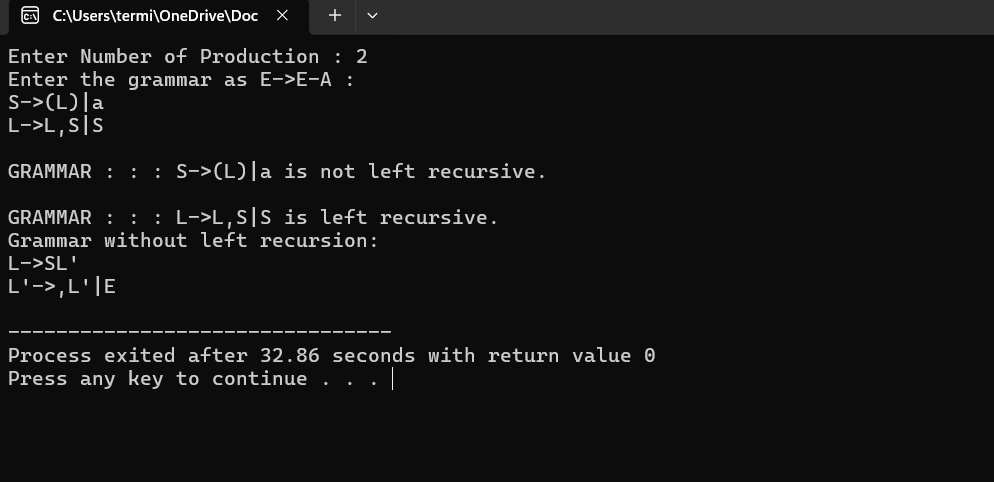 C:\Users\termi\OneDrive\Doc
Enter Number of Production : 2
Enter the grammar as E->E-A :
S->(L)|a
L->L,S|S
GRAMMAR : : : S->(L)|a is not left recursive.
GRAMMAR : : : L->L,S|S is left recursive.
Grammar without left recursion:
L->SL'
L'->,L'|E
--------------------------------
Process exited after 32.86 seconds with return value 0
Press any key to continue . . .